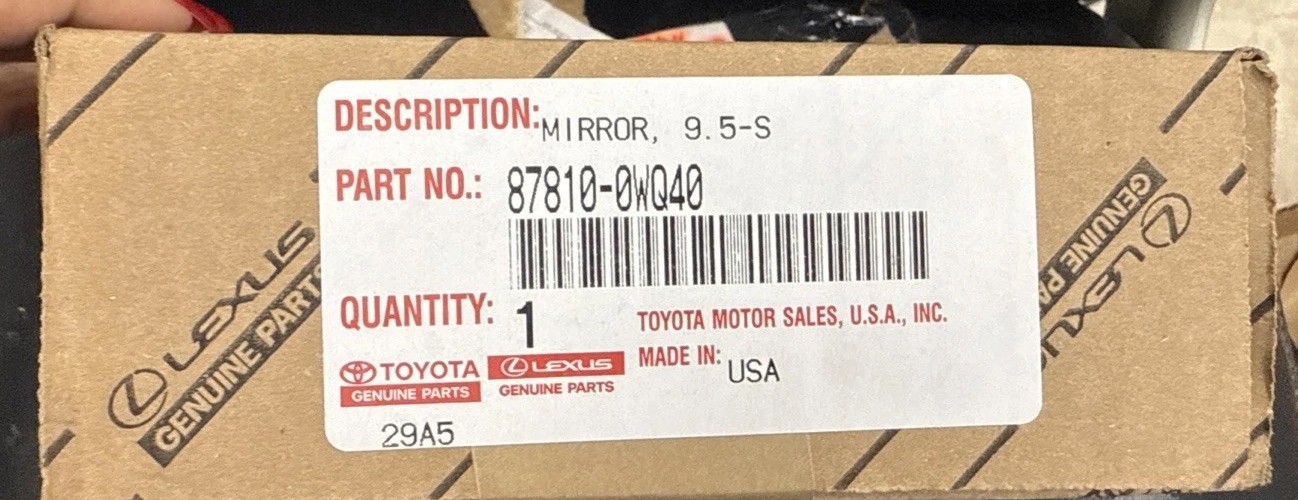 DESCRIPTION: MIRROR, 9.5-S
PART NO.: 87810-0WQ40
QUANTITY: 1
TOYOTA MOTOR SALES, U.S.A., INC.
MADE IN: USA
TOYOTA
GENUINE PARTS
LEXUS
GENUINE PARTS
29A5
LEXUS
GENUINE PARTS
LEXUS
GENUINE PA